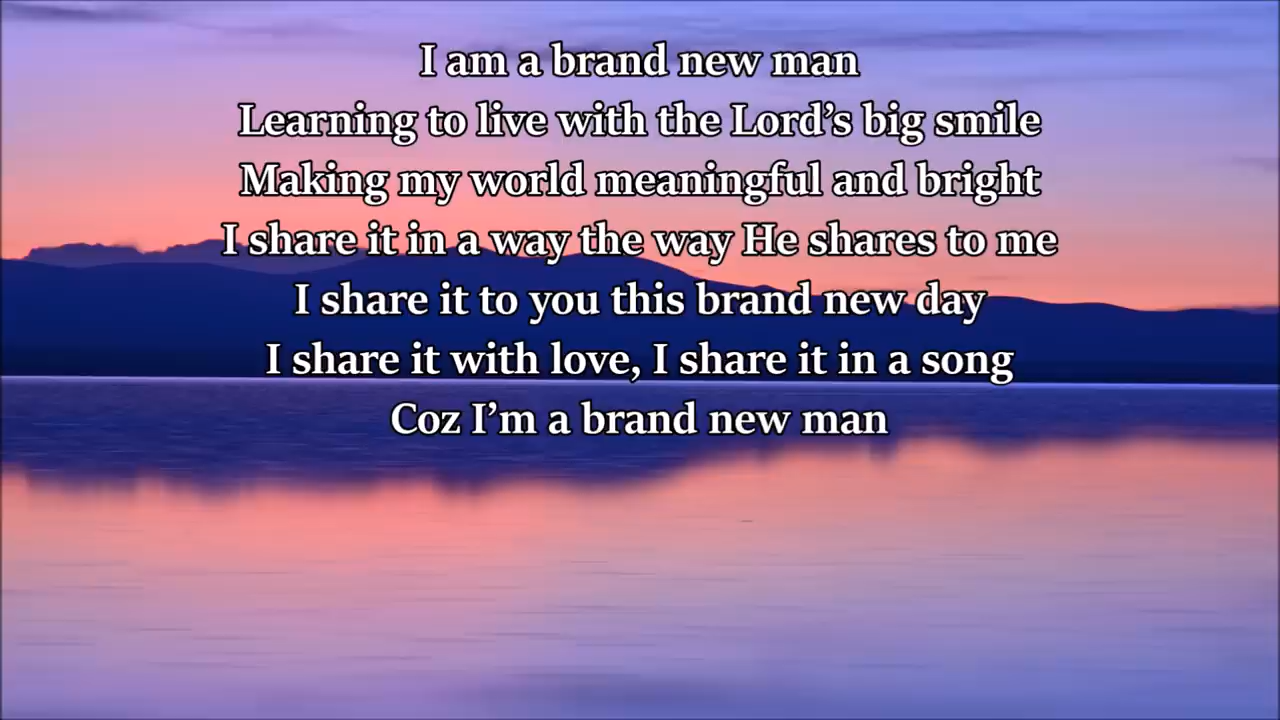 I am a brand new man
Learning to live with the Lord’s big smile
Making my world meaningful and bright
I share it in a way the way He shares to me
I share it to you this brand new day
I share it with love, I share it in a song
Coz I’m a brand new man